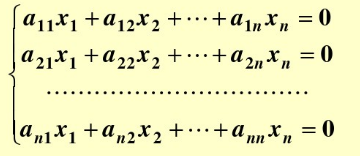 a₁₁x₁ + a₁₂x₂ + ··· + a₁ₙxₙ = 0
a₂₁x₁ + a₂₂x₂ + ··· + a₂ₙxₙ = 0
······························
aₙ₁x₁ + aₙ₂x₂ + ··· + aₙₙxₙ = 0